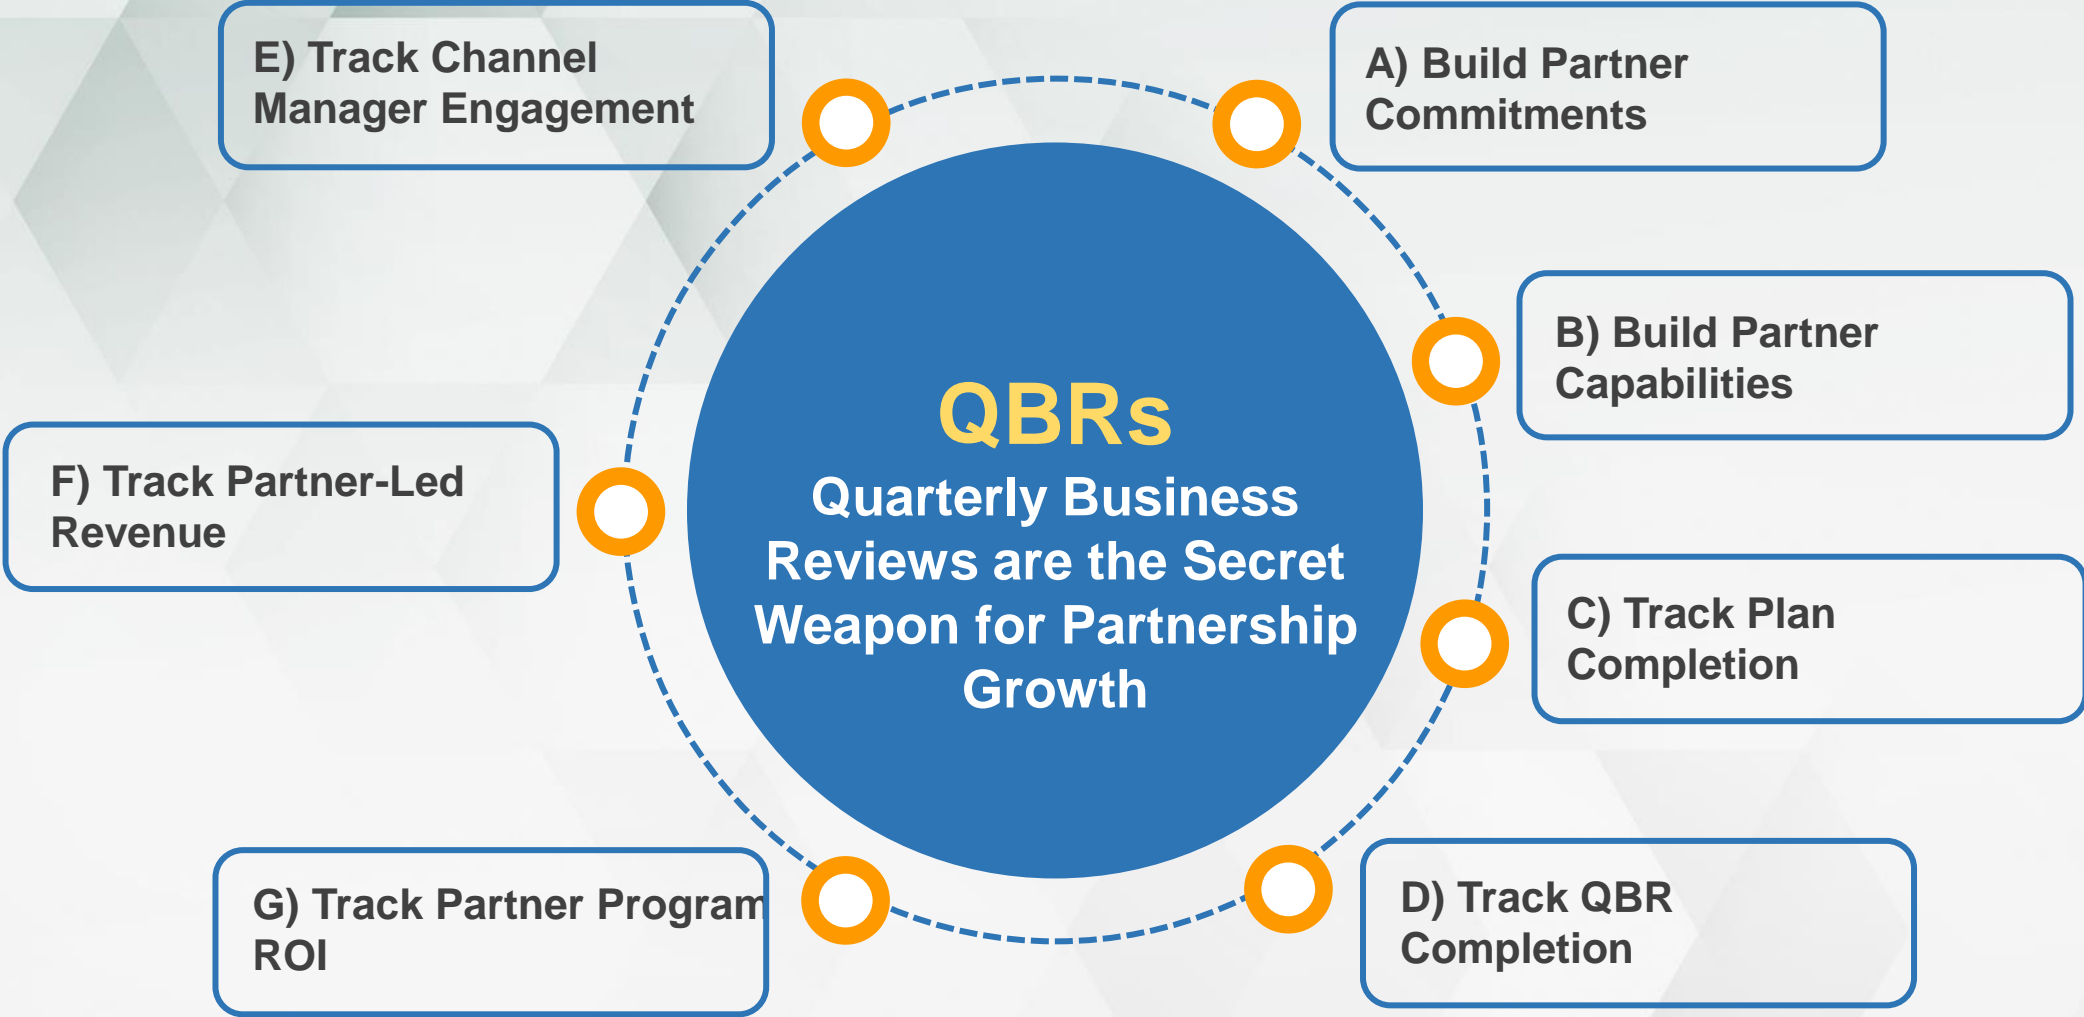 E) Track Channel
Manager Engagement
A) Build Partner
Commitments
B) Build Partner
Capabilities
QBRs
Quarterly Business
Reviews are the Secret
Weapon for Partnership
Growth
F) Track Partner-Led
Revenue
C) Track Plan
Completion
G) Track Partner Program
ROI
D) Track QBR
Completion